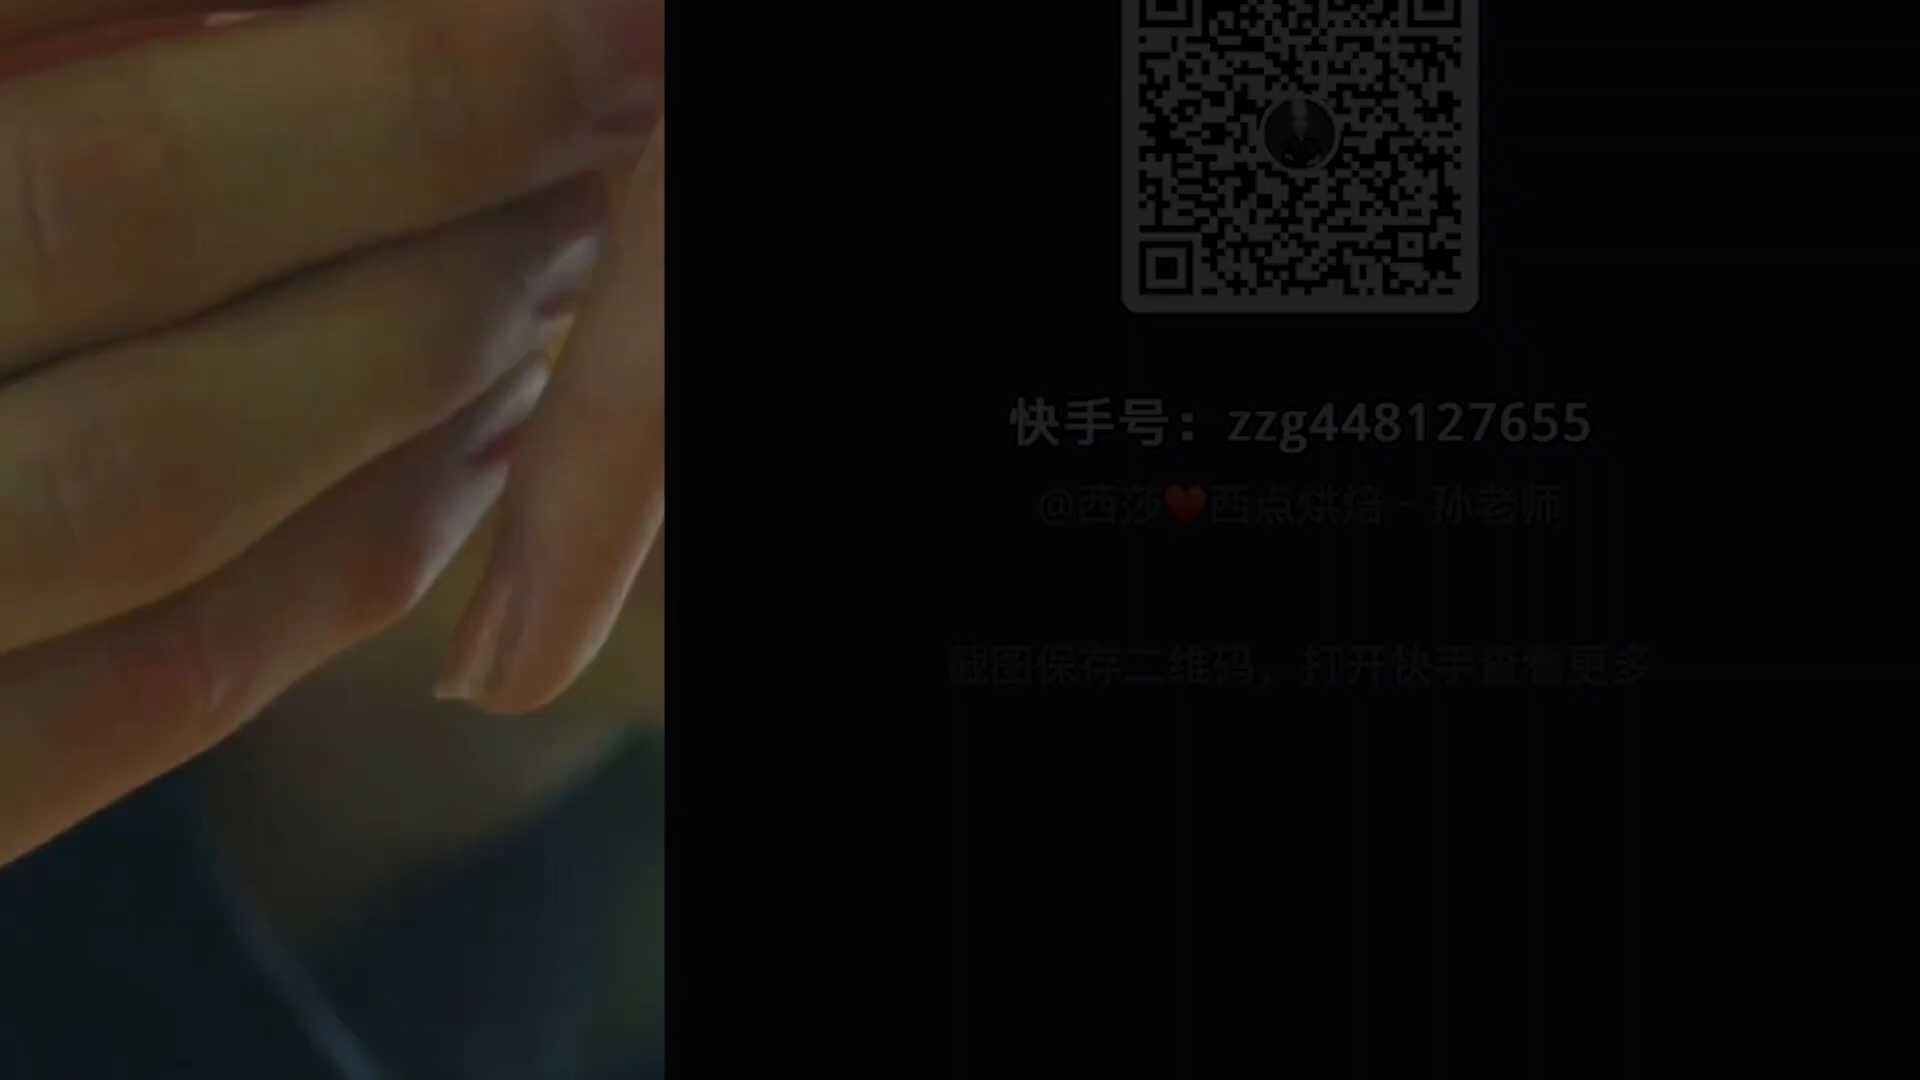 快手号：zzg448127655
@西莎❤️西点烘焙 ~ 孙老师
截图保存二维码，打开快手查看更多